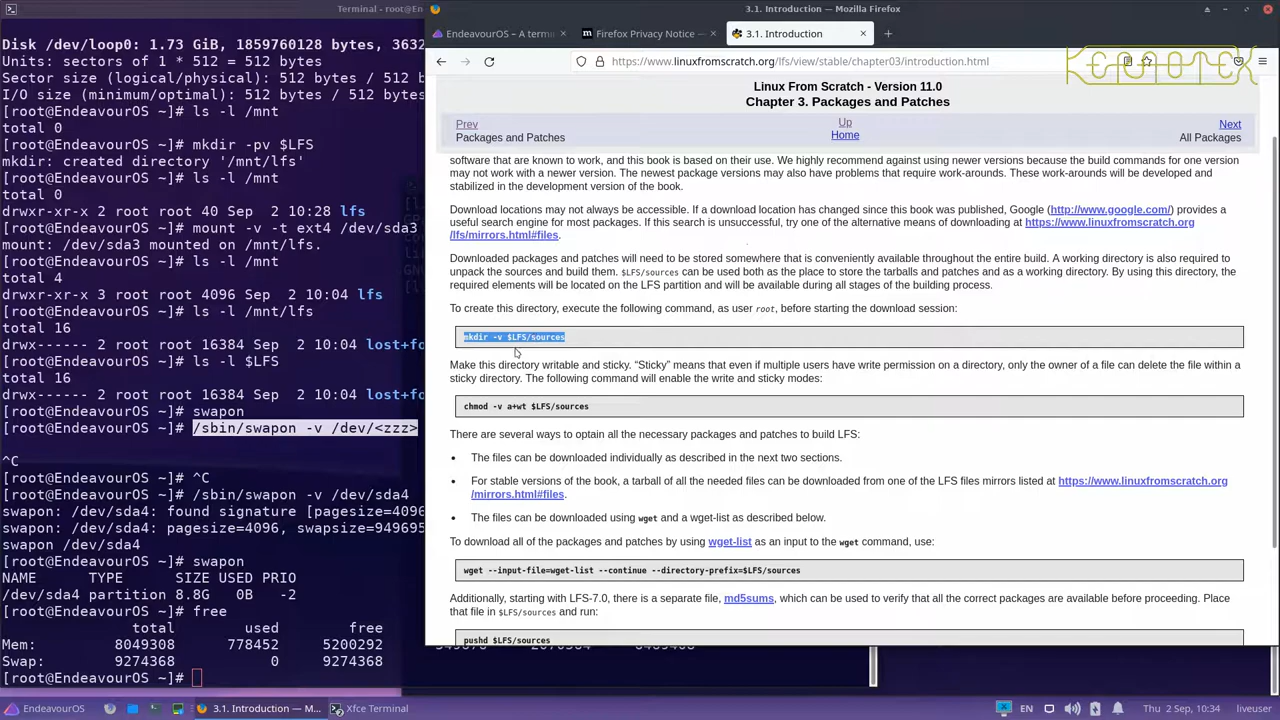 Terminal - root@En
Disk /dev/loop0: 1.73 GiB, 1859760128 bytes, 3632
Units: sectors of 1 * 512 = 512 bytes
Sector size (logical/physical): 512 bytes / 512 by
I/O size (minimum/optimal): 512 bytes / 512 bytes
[root@EndeavourOS ~]# ls -l /mnt
total 0
[root@EndeavourOS ~]# mkdir -pv $LFS
mkdir: created directory '/mnt/lfs'
[root@EndeavourOS ~]# ls -l /mnt
total 0
drwxr-xr-x 2 root root 40 Sep  2 10:28 lfs
[root@EndeavourOS ~]# mount -v -t ext4 /dev/sda3
mount: /dev/sda3 mounted on /mnt/lfs.
[root@EndeavourOS ~]# ls -l /mnt
total 4
drwxr-xr-x 3 root root 4096 Sep  2 10:04 lfs
[root@EndeavourOS ~]# ls -l /mnt/lfs
total 16
drwx------ 2 root root 16384 Sep  2 10:04 lost+fo
[root@EndeavourOS ~]# ls -l $LFS
total 16
drwx------ 2 root root 16384 Sep  2 10:04 lost+fo
[root@EndeavourOS ~]# swapon
[root@EndeavourOS ~]# /sbin/swapon -v /dev/<zzz>
^C
[root@EndeavourOS ~]# ^C
[root@EndeavourOS ~]# /sbin/swapon -v /dev/sda4
swapon: /dev/sda4: found signature [pagesize=4096
swapon: /dev/sda4: pagesize=4096, swapsize=949695
swapon /dev/sda4
[root@EndeavourOS ~]# swapon
NAME TYPE SIZE USED PRIO
/dev/sda4 partition 8.8G 0B -2
[root@EndeavourOS ~]# free
total used free
Mem: 8049308 778452 5200292
Swap: 9274368 0 9274368
[root@EndeavourOS ~]#
3.1. Introduction — Mozilla Firefox
EndeavourOS – A termi
Firefox Privacy Notice —
3.1. Introduction
https://www.linuxfromscratch.org/lfs/view/stable/chapter03/introduction.html
KEMOTEX
Linux From Scratch - Version 11.0
Chapter 3. Packages and Patches
Prev Up Next
Packages and Patches Home All Packages
software that are known to work, and this book is based on their use. We highly recommend against using newer versions because the build commands for one version
may not work with a newer version. The newest package versions may also have problems that require work-arounds. These work-arounds will be developed and
stabilized in the development version of the book.
Download locations may not always be accessible. If a download location has changed since this book was published, Google (http://www.google.com/) provides a
useful search engine for most packages. If this search is unsuccessful, try one of the alternative means of downloading at https://www.linuxfromscratch.org
/lfs/mirrors.html#files.
Downloaded packages and patches will need to be stored somewhere that is conveniently available throughout the entire build. A working directory is also required to
unpack the sources and build them. $LFS/sources can be used both as the place to store the tarballs and patches and as a working directory. By using this directory, the
required elements will be located on the LFS partition and will be available during all stages of the building process.
To create this directory, execute the following command, as user root, before starting the download session:
mkdir -v $LFS/sources
Make this directory writable and sticky. “Sticky” means that even if multiple users have write permission on a directory, only the owner of a file can delete the file within a
sticky directory. The following command will enable the write and sticky modes:
chmod -v a+wt $LFS/sources
There are several ways to optain all the necessary packages and patches to build LFS:
• The files can be downloaded individually as described in the next two sections.
• For stable versions of the book, a tarball of all the needed files can be downloaded from one of the LFS files mirrors listed at https://www.linuxfromscratch.org
/mirrors.html#files.
• The files can be downloaded using wget and a wget-list as described below.
To download all of the packages and patches by using wget-list as an input to the wget command, use:
wget --input-file=wget-list --continue --directory-prefix=$LFS/sources
Additionally, starting with LFS-7.0, there is a separate file, md5sums, which can be used to verify that all the correct packages are available before proceeding. Place
that file in $LFS/sources and run:
pushd $LFS/sources
EndeavourOS
3.1. Introduction — M...
Xfce Terminal
EN
Thu 2 Sep, 10:34
liveuser